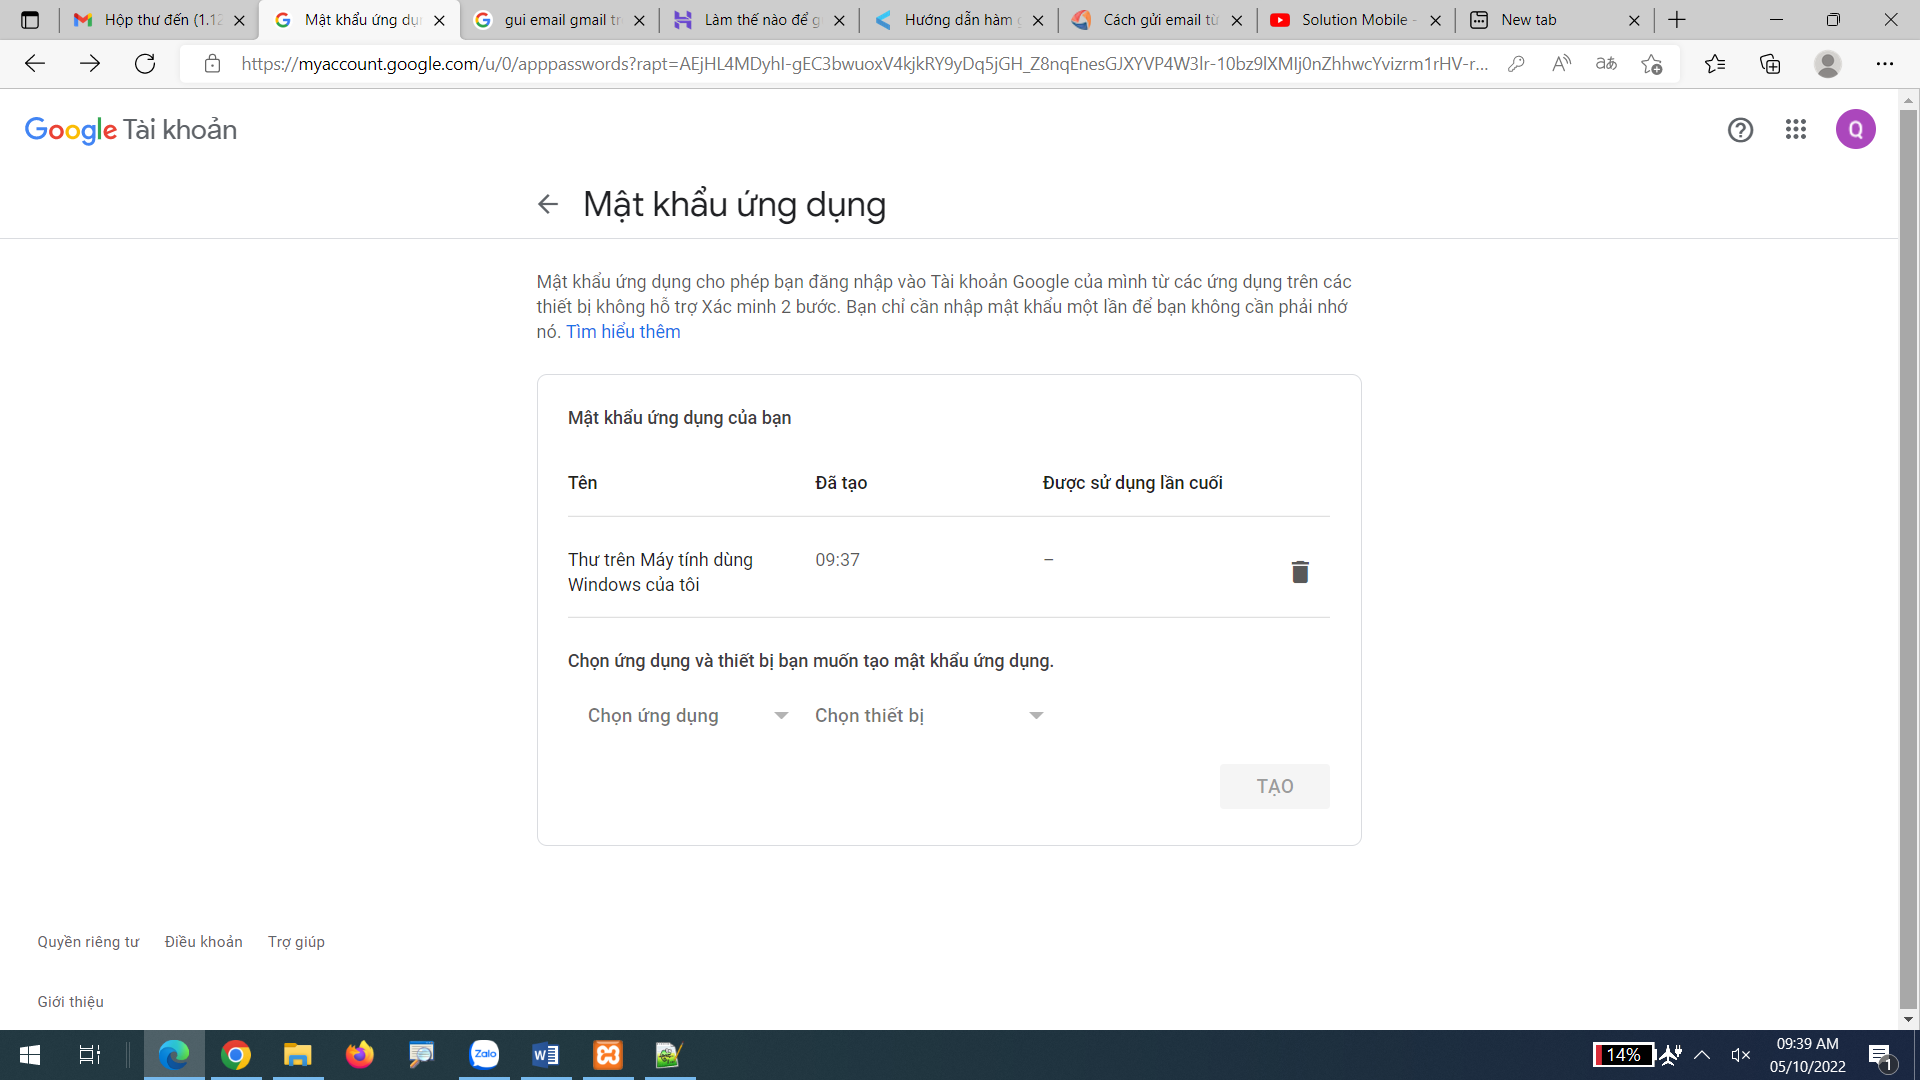 Hộp thư đến (1.12
Mật khẩu ứng dụ
gui email gmail tr
Làm thế nào để g
Hướng dẫn hàm
Cách gửi email từ
Solution Mobile -
New tab
https://myaccount.google.com/u/0/apppasswords?rapt=AEjHL4MDyhI-gEC3bwuoxV4kjkRY9yDq5jGH_Z8nqEnesGJXYVP4W3lr-10bz9lXMIj0nZhhwcYvizrm1rHV-r...
Google Tài khoản
Q
Mật khẩu ứng dụng
Mật khẩu ứng dụng cho phép bạn đăng nhập vào Tài khoản Google của mình từ các ứng dụng trên các
thiết bị không hỗ trợ Xác minh 2 bước. Bạn chỉ cần nhập mật khẩu một lần để bạn không cần phải nhớ
nó. Tìm hiểu thêm
Mật khẩu ứng dụng của bạn
Tên Đã tạo Được sử dụng lần cuối
Thư trên Máy tính dùng 09:37 –
Windows của tôi
Chọn ứng dụng và thiết bị bạn muốn tạo mật khẩu ứng dụng.
Chọn ứng dụng Chọn thiết bị
TẠO
Quyền riêng tư Điều khoản Trợ giúp
Giới thiệu
Zalo
14%
09:39 AM
05/10/2022
1